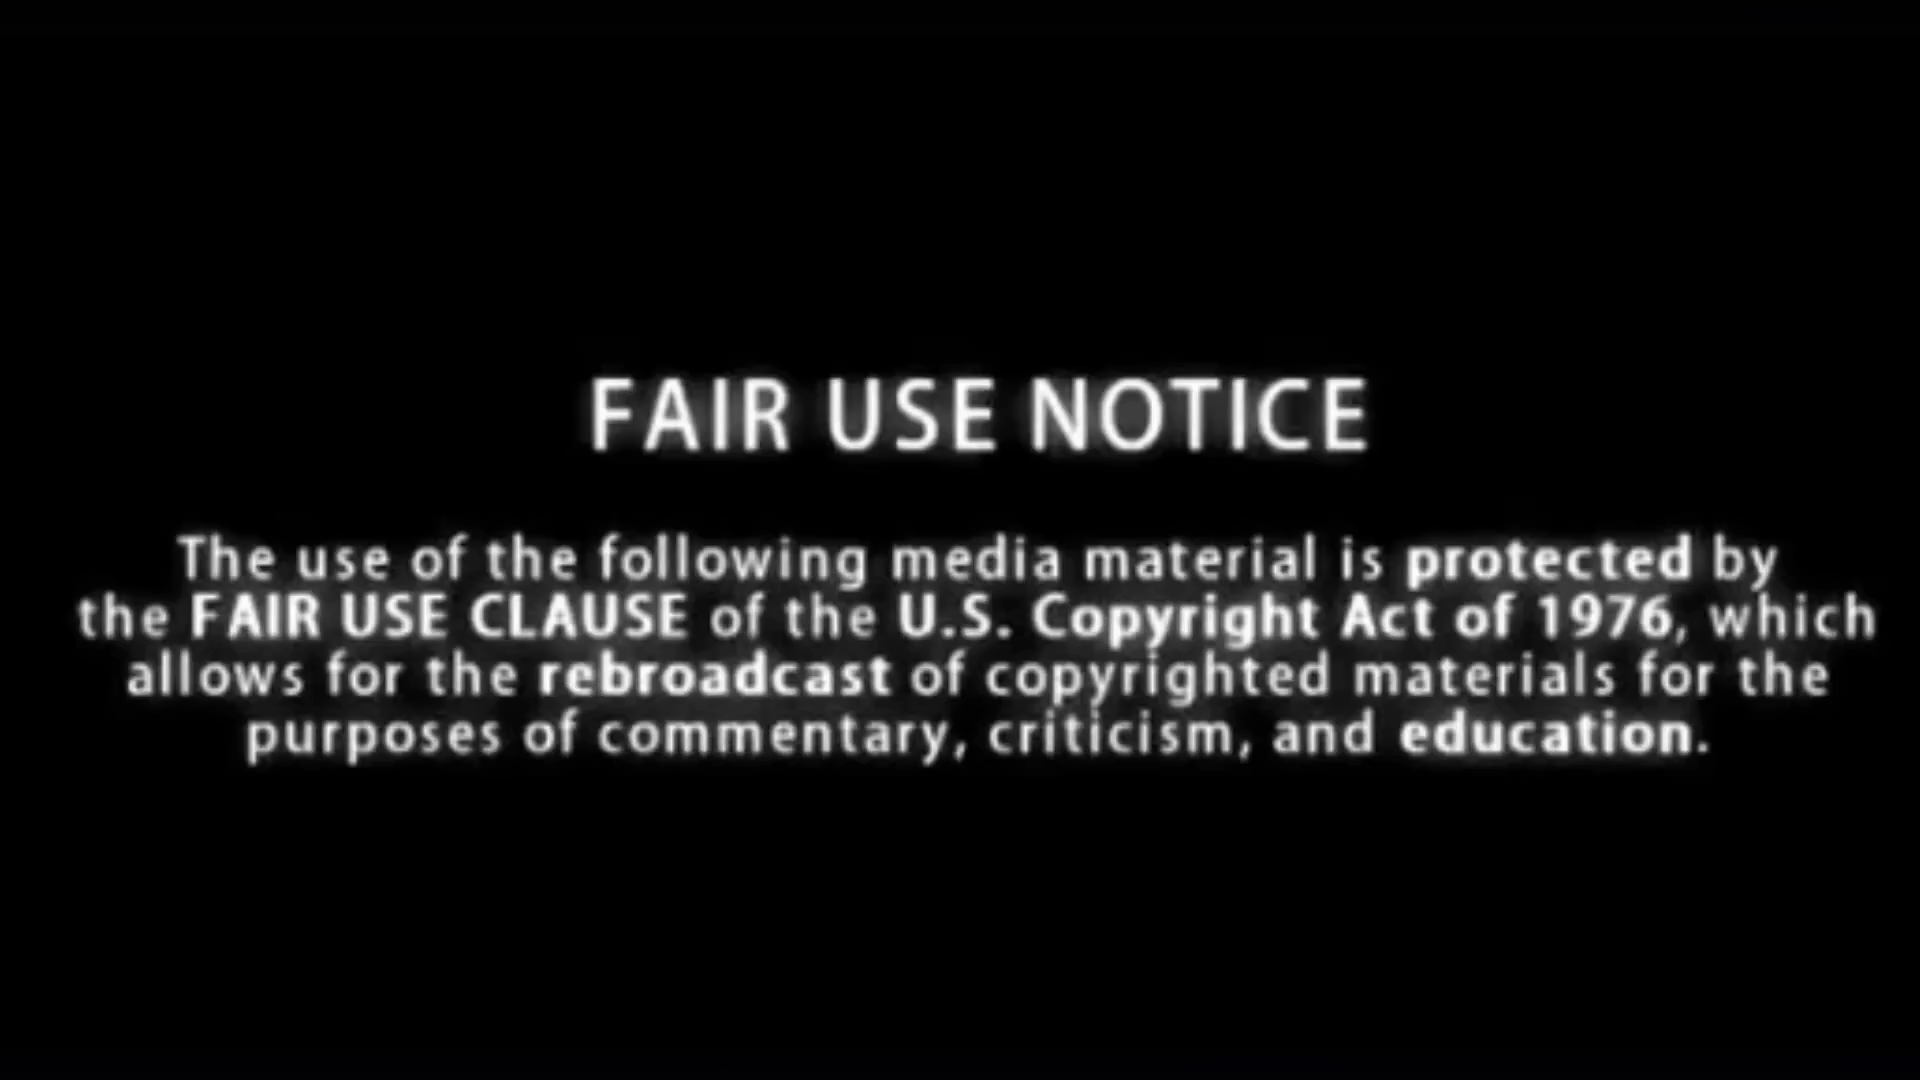 FAIR USE NOTICE
The use of the following media material is protected by
the FAIR USE CLAUSE of the U.S. Copyright Act of 1976, which
allows for the rebroadcast of copyrighted materials for the
purposes of commentary, criticism, and education.